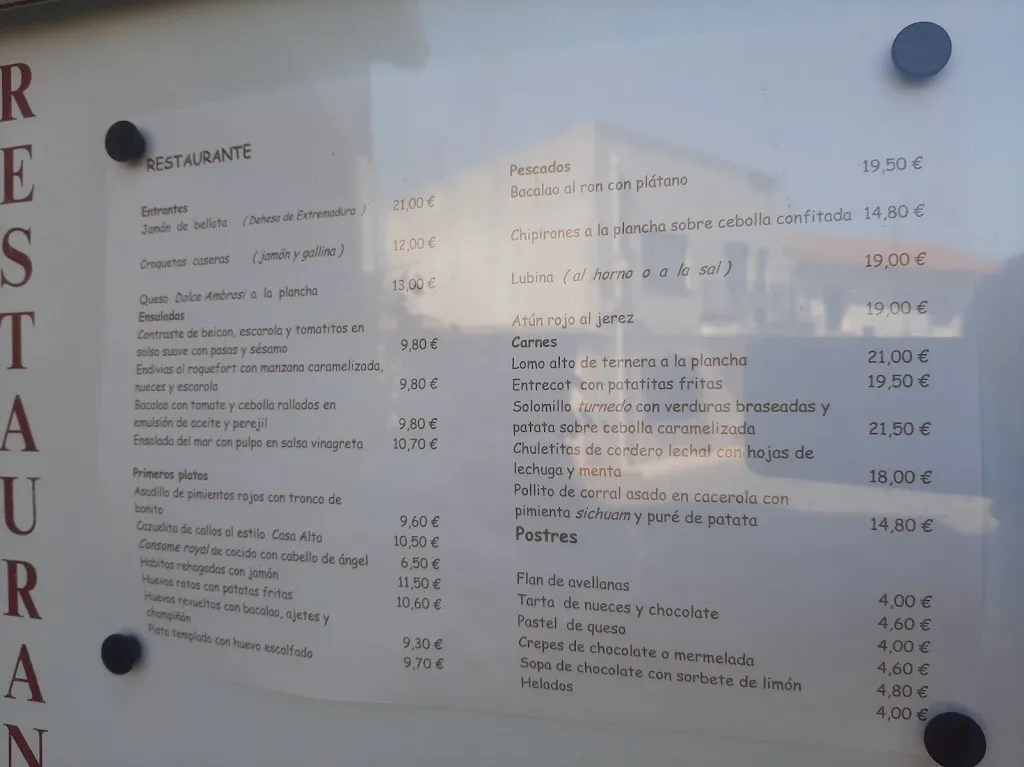 RESTAURAN
RESTAURANTE
Entrantes
Jamón de bellota (Dehesa de Extremadura ) 21,00 €
Croquetas caseras (jamón y gallina) 12,00 €
Queso Dolce Ambrosi a la plancha 13,00 €
Ensaladas
Contraste de beicon, escarola y tomatitos en
salsa suave con pasas y sésamo 9,80 €
Endivias al roquefort con manzana caramelizada,
nueces y escarola 9,80 €
Bacalao con tomate y cebolla rallados en
emulsión de aceite y perejil 9,80 €
Ensalada del mar con pulpo en salsa vinagreta 10,70 €
Primeros platos
Asadillo de pimientos rojos con tronco de
bonito 9,60 €
Cazuelita de callos al estilo Casa Alta 10,50 €
Consome royal de cocido con cabello de ángel 6,50 €
Habitas rehogadas con jamón 11,50 €
Huevos rotos con patatas fritas 10,60 €
Huevos revueltos con bacalao, ajetes y
champiñón 9,30 €
Pisto templado con huevo escalfado 9,70 €
Pescados
Bacalao al ron con plátano 19,50 €
Chipirones a la plancha sobre cebolla confitada 14,80 €
Lubina (al horno o a la sal) 19,00 €
Atún rojo al jerez 19,00 €
Carnes
Lomo alto de ternera a la plancha 21,00 €
Entrecot con patatitas fritas 19,50 €
Solomillo turnedo con verduras braseadas y
patata sobre cebolla caramelizada 21,50 €
Chuletitas de cordero lechal con hojas de
lechuga y menta 18,00 €
Pollito de corral asado en cacerola con
pimienta sichuam y puré de patata 14,80 €
Postres
Flan de avellanas 4,00 €
Tarta de nueces y chocolate 4,60 €
Pastel de queso 4,00 €
Crepes de chocolate o mermelada 4,60 €
Sopa de chocolate con sorbete de limón 4,80 €
Helados 4,00 €